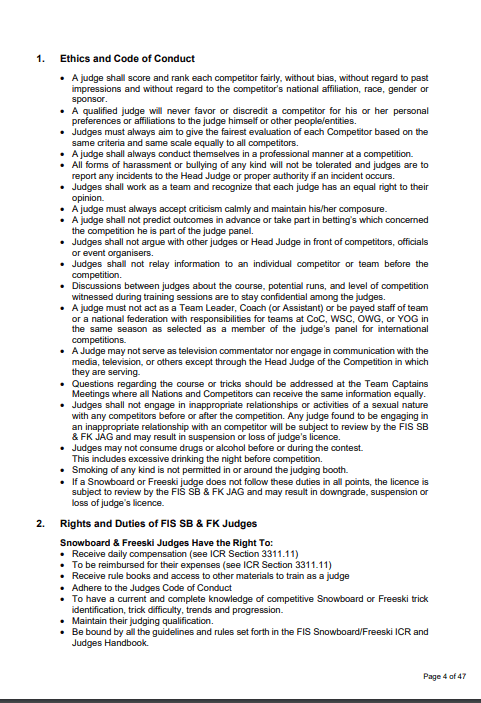 1. Ethics and Code of Conduct
• A judge shall score and rank each competitor fairly, without bias, without regard to past
impressions and without regard to the competitor's national affiliation, race, gender or
sponsor.
• A qualified judge will never favor or discredit a competitor for his or her personal
preferences or affiliations to the judge himself or other people/entities.
• Judges must always aim to give the fairest evaluation of each Competitor based on the
same criteria and same scale equally to all competitors.
• A judge shall always conduct themselves in a professional manner at a competition.
• All forms of harassment or bullying of any kind will not be tolerated and judges are to
report any incidents to the Head Judge or proper authority if an incident occurs.
• Judges shall work as a team and recognize that each judge has an equal right to their
opinion.
• A judge must always accept criticism calmly and maintain his/her composure.
• A judge shall not predict outcomes in advance or take part in betting's which concerned
the competition he is part of the judge panel.
• Judges shall not argue with other judges or Head Judge in front of competitors, officials
or event organisers.
• Judges shall not relay information to an individual competitor or team before the
competition.
• Discussions between judges about the course, potential runs, and level of competition
witnessed during training sessions are to stay confidential among the judges.
• A judge must not act as a Team Leader, Coach (or Assistant) or be payed staff of team
or a national federation with responsibilities for teams at CoC, WSC, OWG, or YOG in
the same season as selected as a member of the judge's panel for international
competitions.
• A Judge may not serve as television commentator nor engage in communication with the
media, television, or others except through the Head Judge of the Competition in which
they are serving.
• Questions regarding the course or tricks should be addressed at the Team Captains
Meetings where all Nations and Competitors can receive the same information equally.
• Judges shall not engage in inappropriate relationships or activities of a sexual nature
with any competitors before or after the competition. Any judge found to be engaging in
an inappropriate relationship with an competitor will be subject to review by the FIS SB
& FK JAG and may result in suspension or loss of judge's licence.
• Judges may not consume drugs or alcohol before or during the contest.
This includes excessive drinking the night before competition.
• Smoking of any kind is not permitted in or around the judging booth.
• If a Snowboard or Freeski judge does not follow these duties in all points, the licence is
subject to review by the FIS SB & FK JAG and may result in downgrade, suspension or
loss of judge's licence.
2. Rights and Duties of FIS SB & FK Judges
Snowboard & Freeski Judges Have the Right To:
• Receive daily compensation (see ICR Section 3311.11)
• To be reimbursed for their expenses (see ICR Section 3311.11)
• Receive rule books and access to other materials to train as a judge
• Adhere to the Judges Code of Conduct
• To have a current and complete knowledge of competitive Snowboard or Freeski trick
identification, trick difficulty, trends and progression.
• Maintain their judging qualification.
• Be bound by all the guidelines and rules set forth in the FIS Snowboard/Freeski ICR and
Judges Handbook.
Page 4 of 47